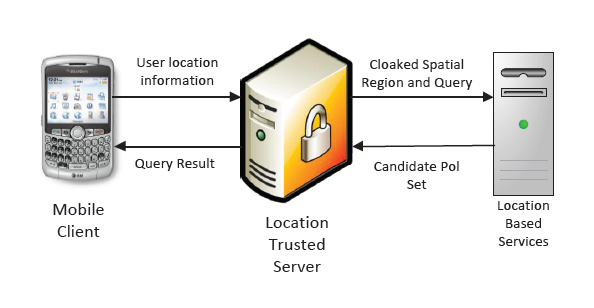 User location
information
Cloaked Spatial
Region and Query
Query Result
Candidate PoI
Set
Mobile
Client
Location
Trusted
Server
Location
Based
Services